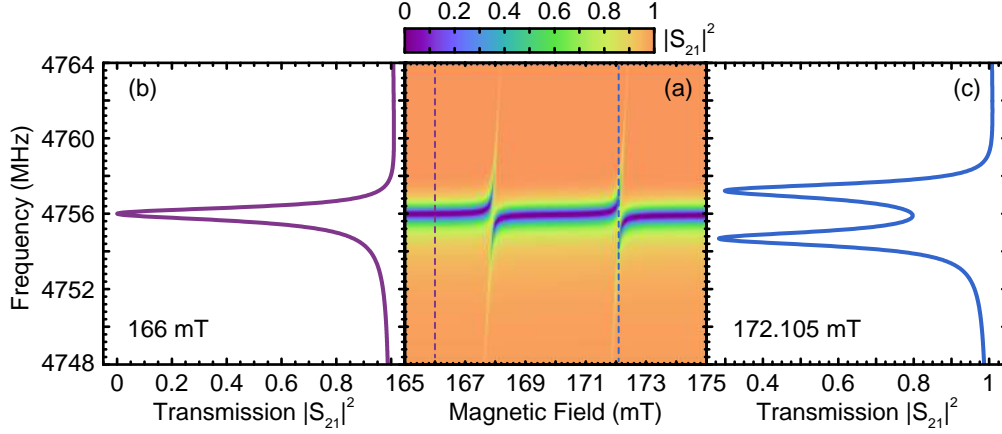 0 0.2 0.4 0.6 0.8 1
|S21|²
4764
4760
4756
4752
4748
Frequency (MHz)
(b)
(a)
(c)
166 mT
172.105 mT
0 0.2 0.4 0.6 0.8 1
165 167 169 171 173 175
0.4 0.6 0.8 1
Transmission |S21|²
Magnetic Field (mT)
Transmission |S21|²